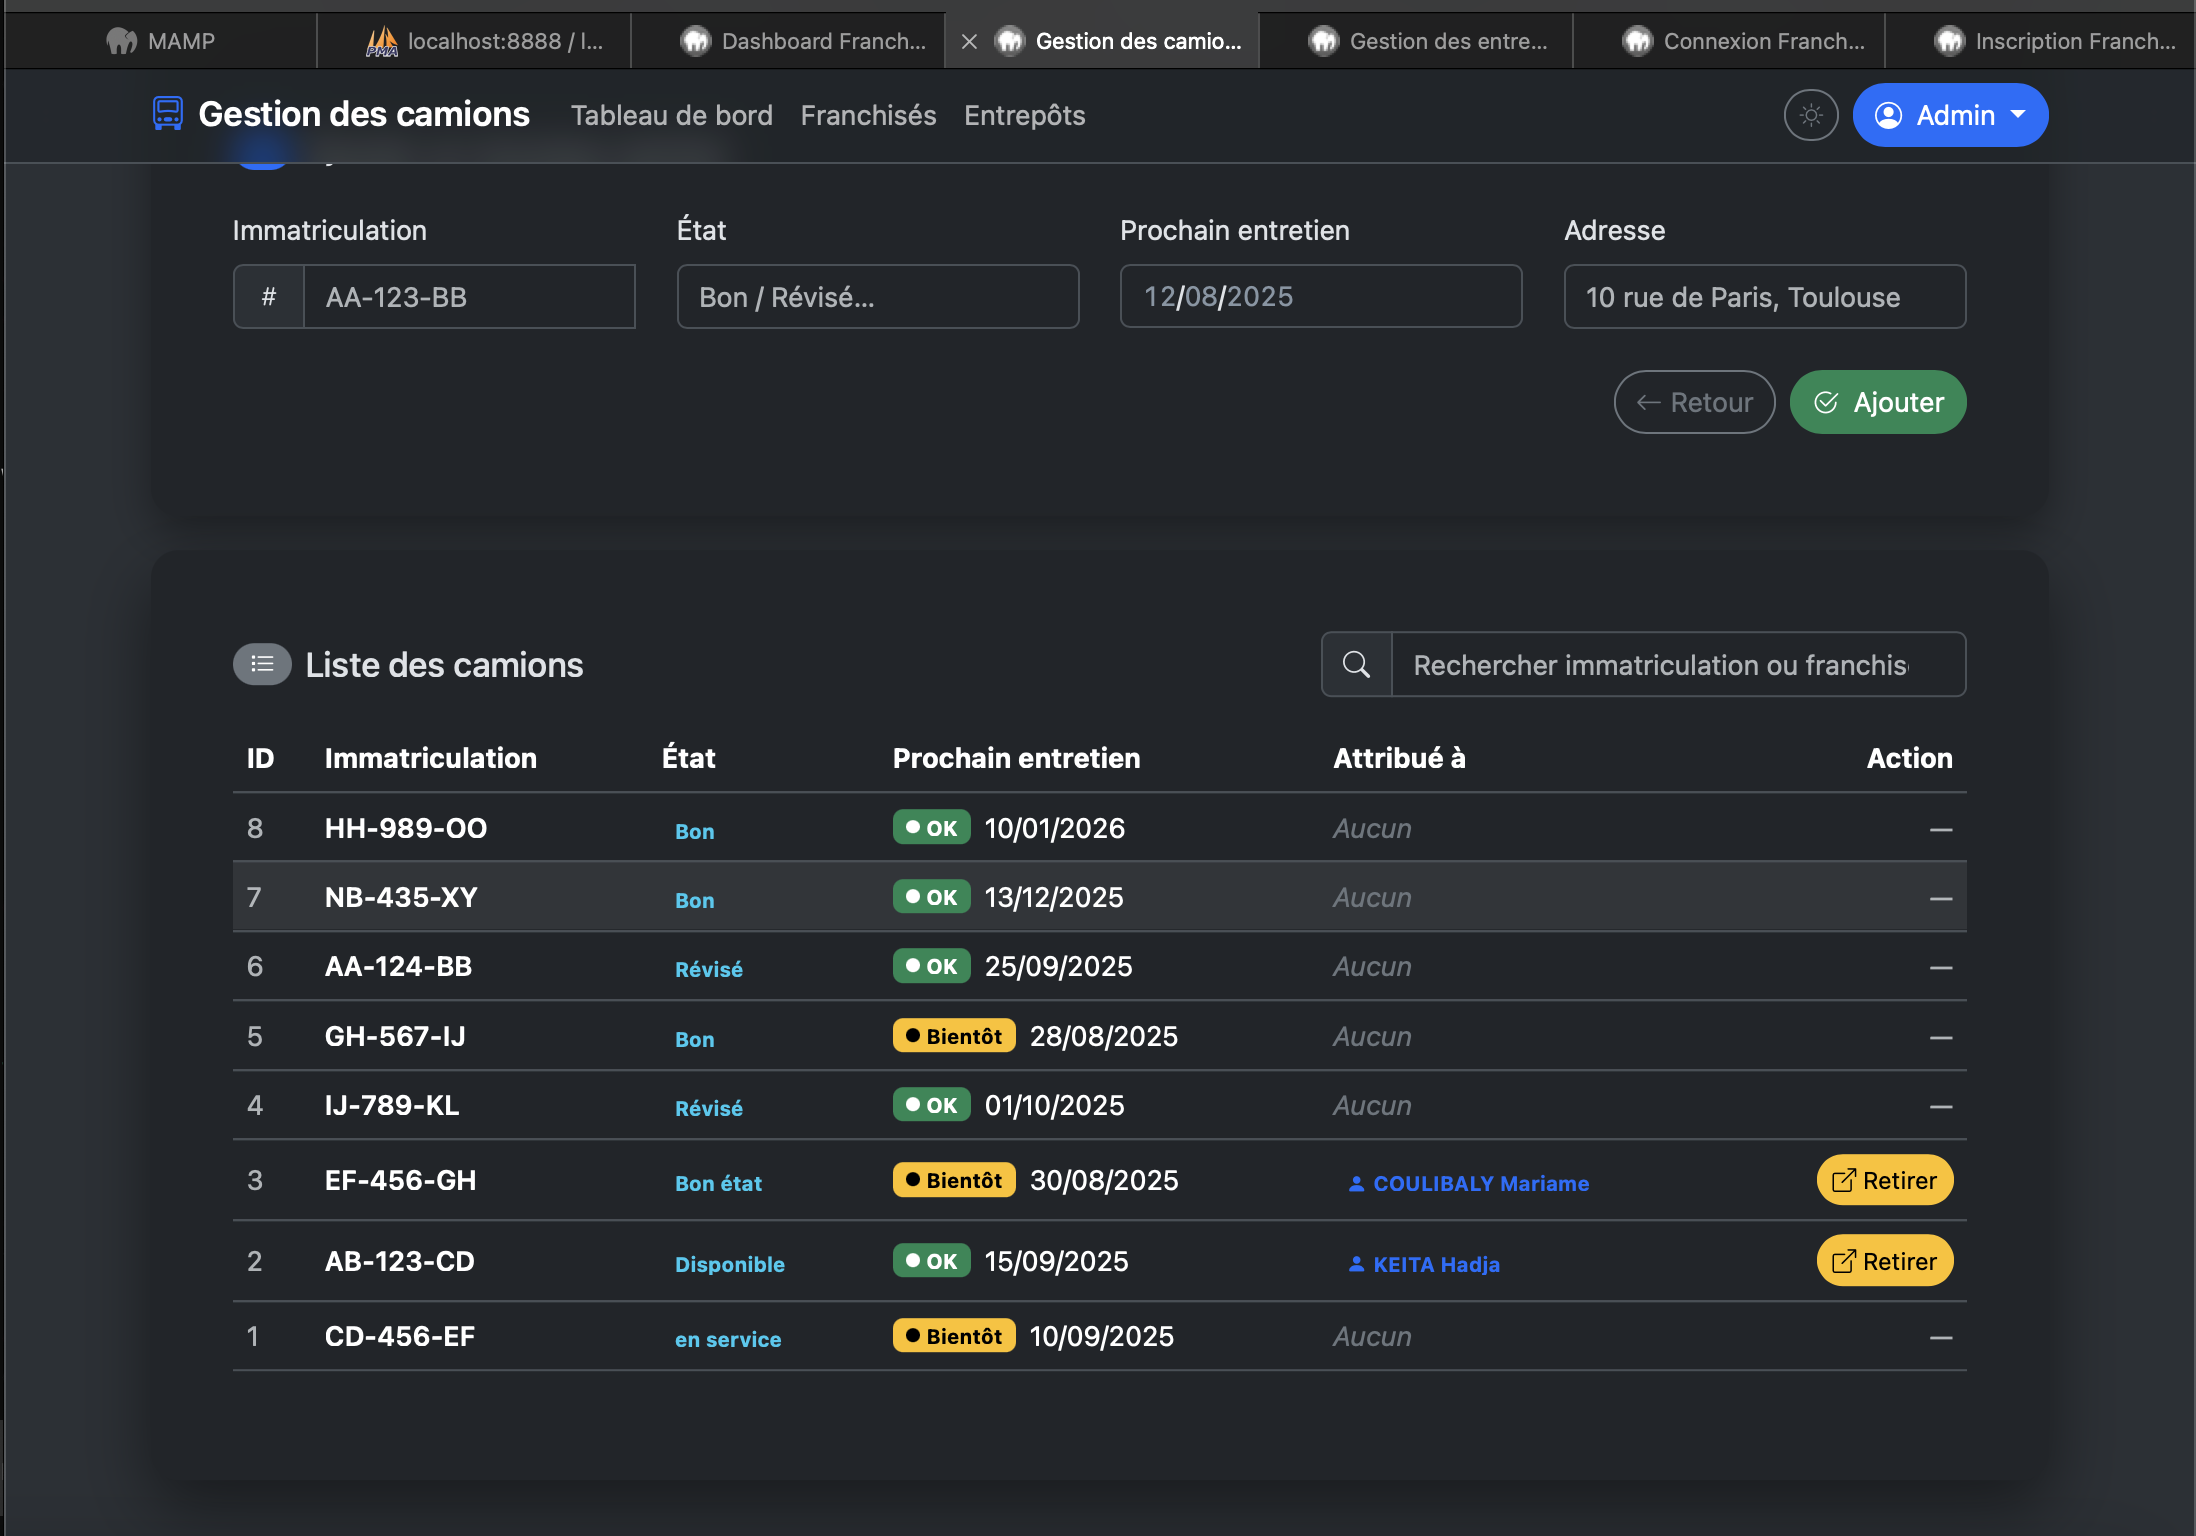 MAMP
localhost:8888 / l...
Dashboard Franch...
Gestion des camio...
Gestion des entre...
Connexion Franch...
Inscription Franch...
Gestion des camions
Tableau de bord
Franchisés
Entrepôts
Admin
Immatriculation
État
Prochain entretien
Adresse
# AA-123-BB
Bon / Révisé...
12/08/2025
10 rue de Paris, Toulouse
← Retour
Ajouter
Liste des camions
Rechercher immatriculation ou franchis
ID Immatriculation État Prochain entretien Attribué à Action
8 HH-989-OO Bon OK 10/01/2026 Aucun —
7 NB-435-XY Bon OK 13/12/2025 Aucun —
6 AA-124-BB Révisé OK 25/09/2025 Aucun —
5 GH-567-IJ Bon Bientôt 28/08/2025 Aucun —
4 IJ-789-KL Révisé OK 01/10/2025 Aucun —
3 EF-456-GH Bon état Bientôt 30/08/2025 COULIBALY Mariame Retirer
2 AB-123-CD Disponible OK 15/09/2025 KEITA Hadja Retirer
1 CD-456-EF en service Bientôt 10/09/2025 Aucun —